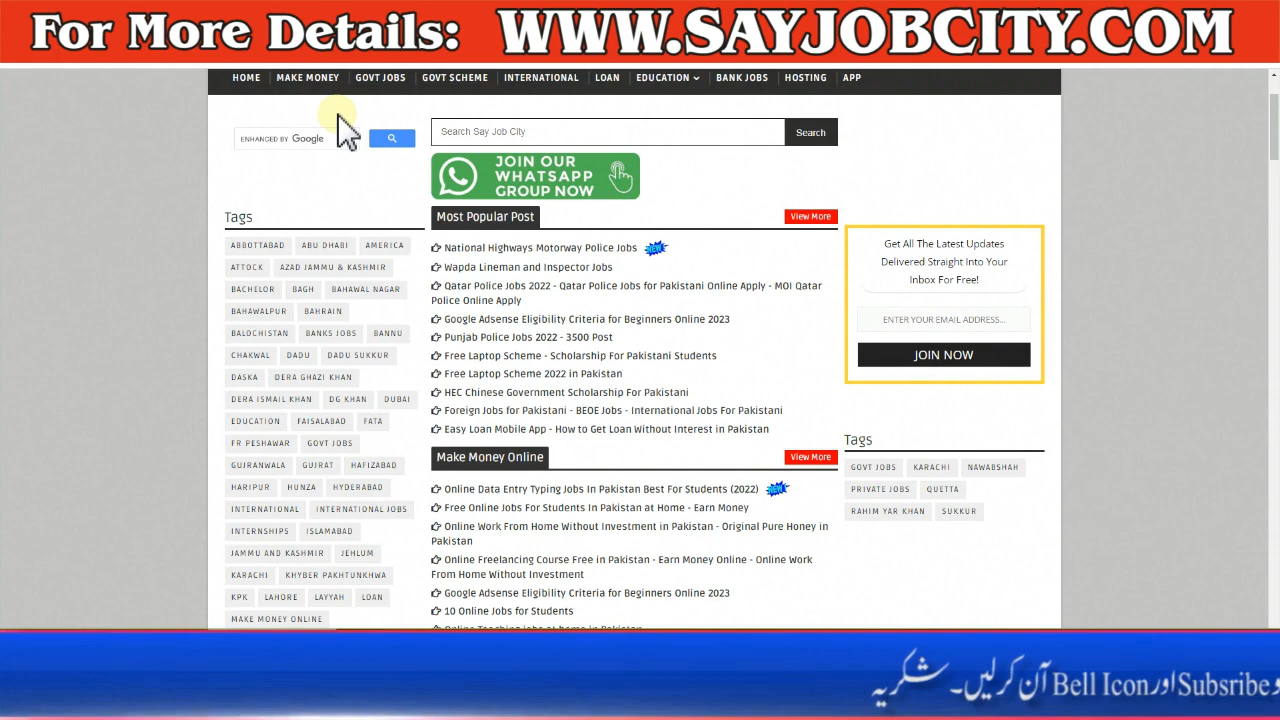 For More Details: WWW.SAYJOBCITY.COM
HOME MAKE MONEY GOVT JOBS GOVT SCHEME INTERNATIONAL LOAN EDUCATION BANK JOBS HOSTING APP
ENHANCED BY Google
Search Say Job City Search
JOIN OUR
WHATSAPP
GROUP NOW
Tags
ABBOTTABAD ABU DHABI AMERICA
ATTOCK AZAD JAMMU & KASHMIR
BACHELOR BAGH BAHAWAL NAGAR
BAHAWALPUR BAHRAIN
BALOCHISTAN BANKS JOBS BANNU
CHAKWAL DADU DADU SUKKUR
DASKA DERA GHAZI KHAN
DERA ISMAIL KHAN DG KHAN DUBAI
EDUCATION FAISALABAD FATA
FR PESHAWAR GOVT JOBS
GUJRANWALA GUJRAT HAFIZABAD
HARIPUR HUNZA HYDERABAD
INTERNATIONAL INTERNATIONAL JOBS
INTERNSHIPS ISLAMABAD
JAMMU AND KASHMIR JEHLUM
KARACHI KHYBER PAKHTUNKHWA
KPK LAHORE LAYYAH LOAN
MAKE MONEY ONLINE
Most Popular Post View More
National Highways Motorway Police Jobs NEW
Wapda Lineman and Inspector Jobs
Qatar Police Jobs 2022 - Qatar Police Jobs for Pakistani Online Apply - MOI Qatar
Police Online Apply
Google Adsense Eligibility Criteria for Beginners Online 2023
Punjab Police Jobs 2022 - 3500 Post
Free Laptop Scheme - Scholarship For Pakistani Students
Free Laptop Scheme 2022 in Pakistan
HEC Chinese Government Scholarship For Pakistani
Foreign Jobs for Pakistani - BEOE Jobs - International Jobs For Pakistani
Easy Loan Mobile App - How to Get Loan Without Interest in Pakistan
Make Money Online View More
Online Data Entry Typing Jobs In Pakistan Best For Students (2022) NEW
Free Online Jobs For Students In Pakistan at Home - Earn Money
Online Work From Home Without Investment in Pakistan - Original Pure Honey in
Pakistan
Online Freelancing Course Free in Pakistan - Earn Money Online - Online Work
From Home Without Investment
Google Adsense Eligibility Criteria for Beginners Online 2023
10 Online Jobs for Students
Online Teaching jobs at home in Pakistan
Get All The Latest Updates
Delivered Straight Into Your
Inbox For Free!
ENTER YOUR EMAIL ADDRESS...
JOIN NOW
Tags
GOVT JOBS KARACHI NAWABSHAH
PRIVATE JOBS QUETTA
RAHIM YAR KHAN SUKKUR
Subsribe اور Bell Icon آن کرلیں۔ شکریہ